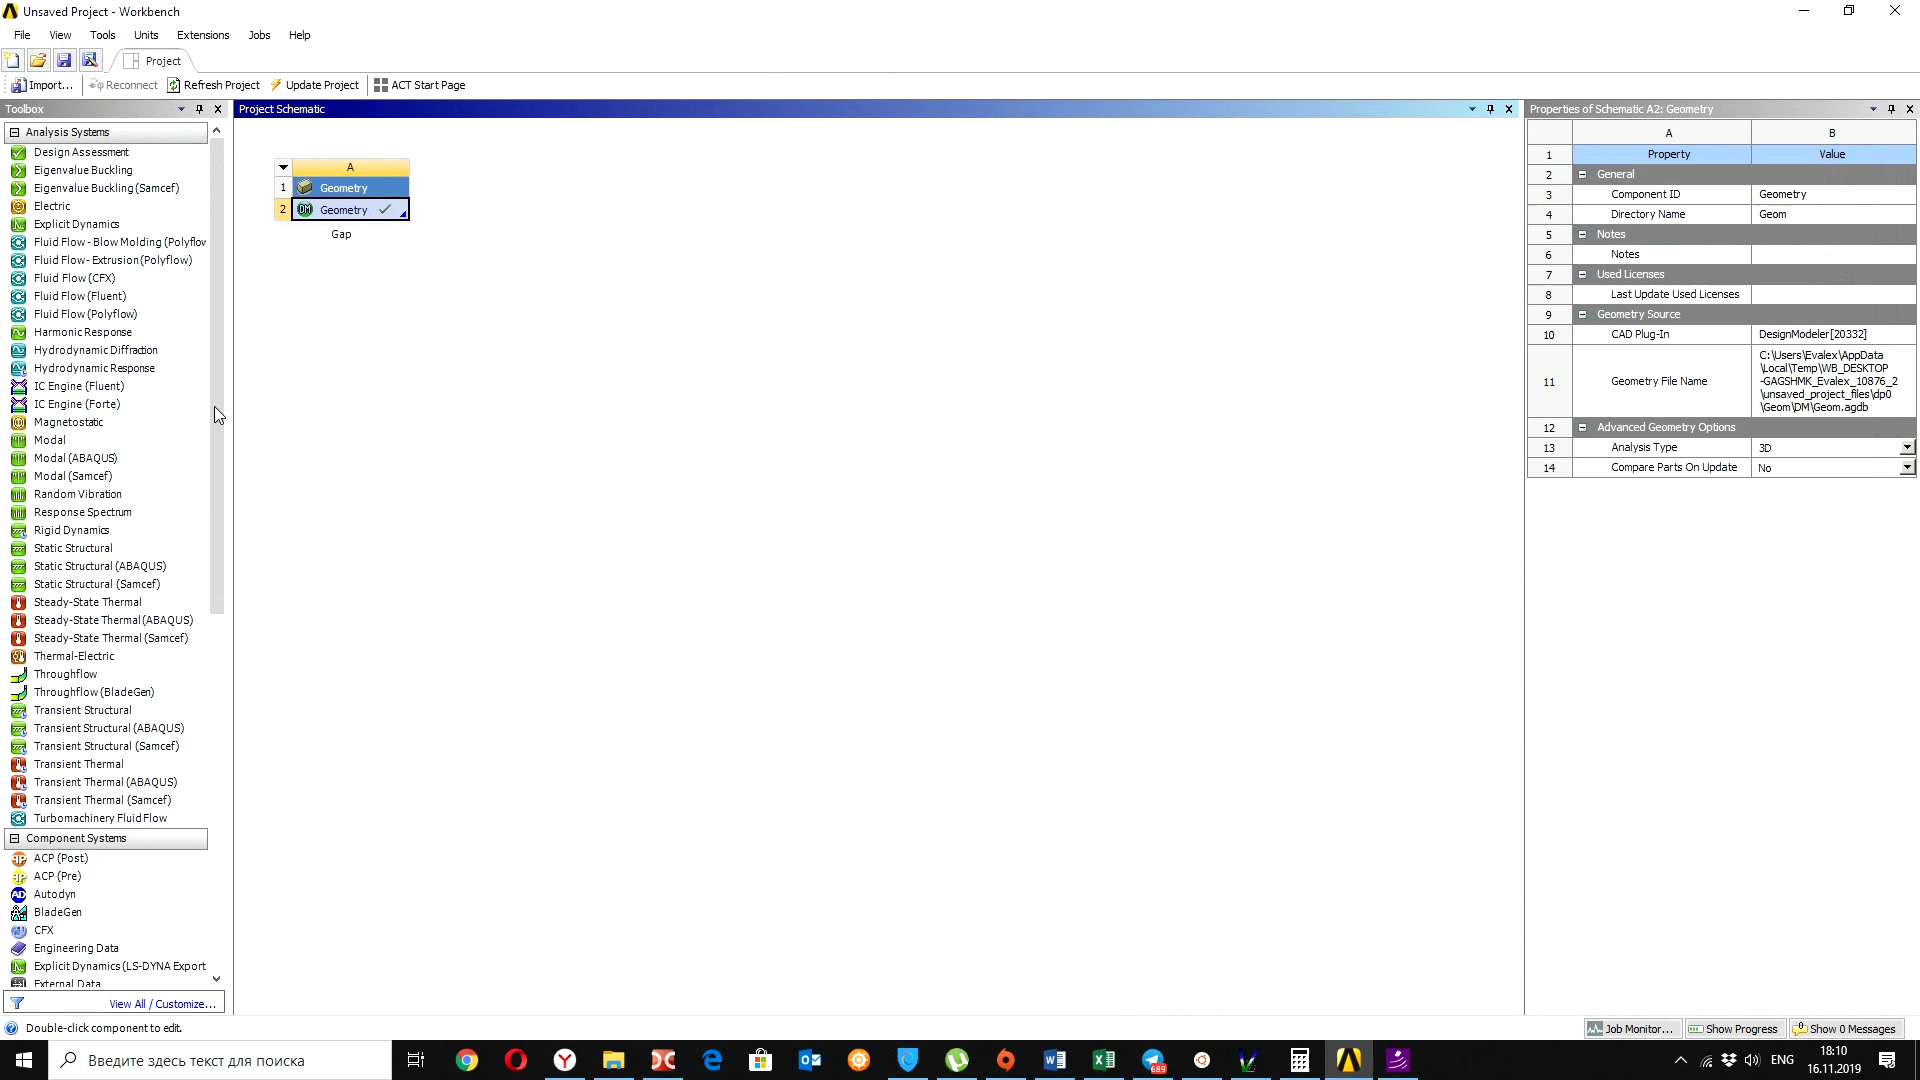 Unsaved Project - Workbench
File View Tools Units Extensions Jobs Help
Project
Import... Reconnect Refresh Project Update Project ACT Start Page
Toolbox
Analysis Systems
Design Assessment
Eigenvalue Buckling
Eigenvalue Buckling (Samcef)
Electric
Explicit Dynamics
Fluid Flow - Blow Molding (Polyflow
Fluid Flow- Extrusion (Polyflow)
Fluid Flow (CFX)
Fluid Flow (Fluent)
Fluid Flow (Polyflow)
Harmonic Response
Hydrodynamic Diffraction
Hydrodynamic Response
IC Engine (Fluent)
IC Engine (Forte)
Magnetostatic
Modal
Modal (ABAQUS)
Modal (Samcef)
Random Vibration
Response Spectrum
Rigid Dynamics
Static Structural
Static Structural (ABAQUS)
Static Structural (Samcef)
Steady-State Thermal
Steady-State Thermal (ABAQUS)
Steady-State Thermal (Samcef)
Thermal-Electric
Throughflow
Throughflow (BladeGen)
Transient Structural
Transient Structural (ABAQUS)
Transient Structural (Samcef)
Transient Thermal
Transient Thermal (ABAQUS)
Transient Thermal (Samcef)
Turbomachinery Fluid Flow
Component Systems
ACP (Post)
ACP (Pre)
Autodyn
BladeGen
CFX
Engineering Data
Explicit Dynamics (LS-DYNA Export
External Data
View All / Customize...
Project Schematic
A
1 Geometry
2 DM Geometry
Gap
Properties of Schematic A2: Geometry
A B
1 Property Value
2 General
3 Component ID Geometry
4 Directory Name Geom
5 Notes
6 Notes
7 Used Licenses
8 Last Update Used Licenses
9 Geometry Source
10 CAD Plug-In DesignModeler[20332]
11 Geometry File Name C:\Users\Evalex\AppData
\Local\Temp\WB_DESKTOP
-GAGSHMK_Evalex_10876_2
\unsaved_project_files\dp0
\Geom\DM\Geom.agdb
12 Advanced Geometry Options
13 Analysis Type 3D
14 Compare Parts On Update No
Double-click component to edit.
Job Monitor... Show Progress Show 0 Messages
Введите здесь текст для поиска
689
ENG
18:10
16.11.2019